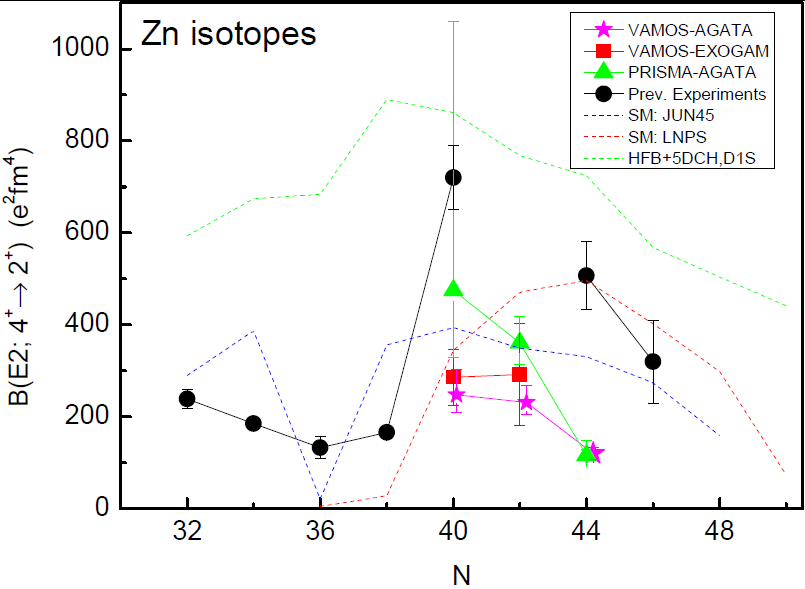 Zn isotopes
VAMOS-AGATA
VAMOS-EXOGAM
PRISMA-AGATA
Prev. Experiments
SM: JUN45
SM: LNPS
HFB+5DCH,D1S
B(E2; 4⁺→ 2⁺) (e²fm⁴)
1000
800
600
400
200
0
32 36 40 44 48
N